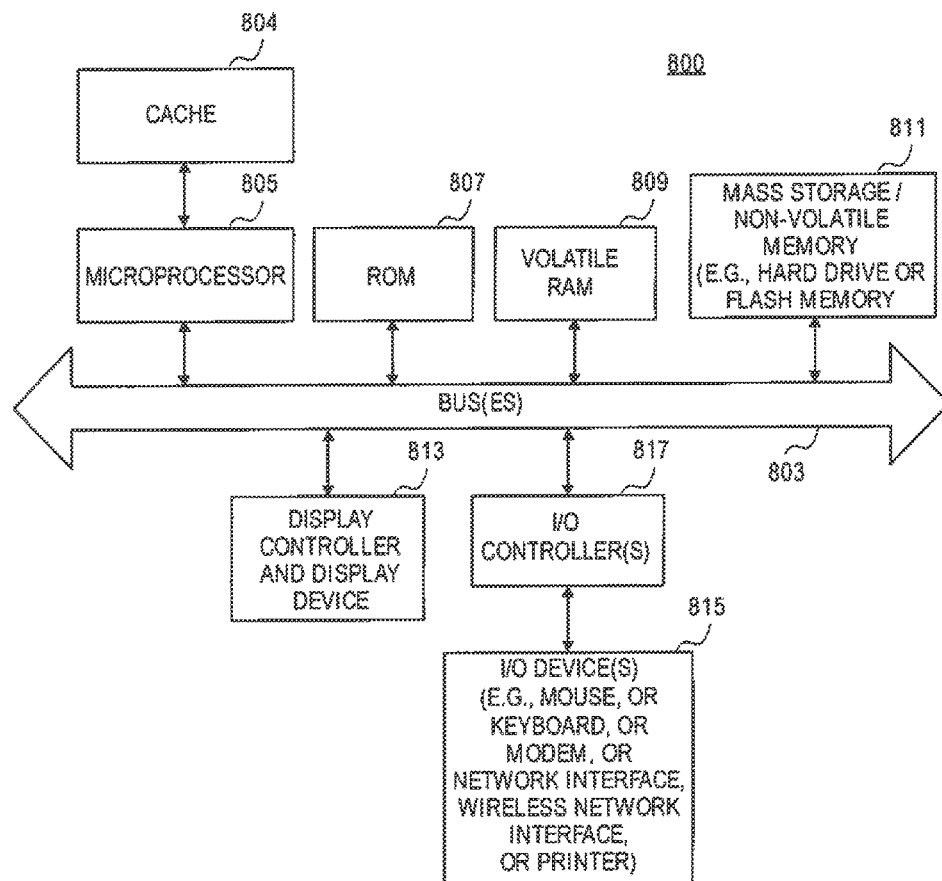 804
800
CACHE
811
805
807
809
MASS STORAGE /
NON-VOLATILE
MEMORY
(E.G., HARD DRIVE OR
FLASH MEMORY
MICROPROCESSOR
ROM
VOLATILE
RAM
BUS(ES)
803
813
817
DISPLAY
CONTROLLER
AND DISPLAY
DEVICE
I/O
CONTROLLER(S)
815
I/O DEVICE(S)
(E.G., MOUSE, OR
KEYBOARD, OR
MODEM, OR
NETWORK INTERFACE,
WIRELESS NETWORK
INTERFACE,
OR PRINTER)